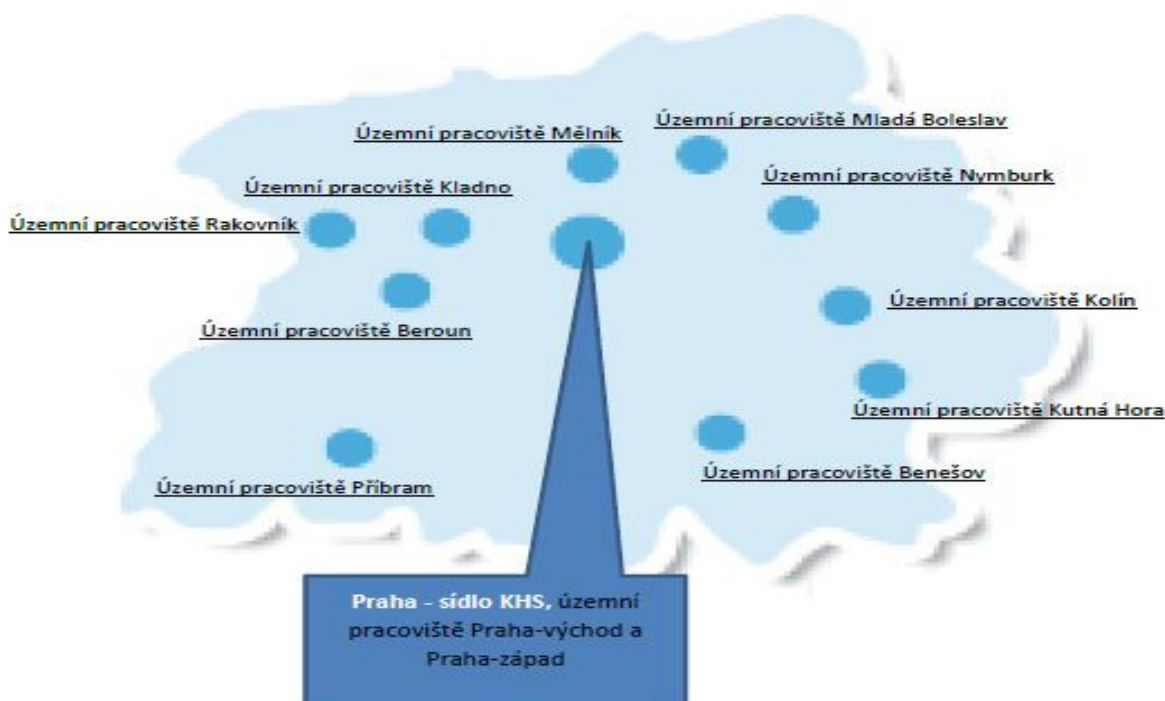 Územní pracoviště Mladá Boleslav
Územní pracoviště Mělník
Územní pracoviště Nymburk
Územní pracoviště Kladno
Územní pracoviště Rakovník
Územní pracoviště Kolín
Územní pracoviště Beroun
Územní pracoviště Kutná Hora
Územní pracoviště Benešov
Územní pracoviště Příbram
Praha - sídlo KHS, územní
pracoviště Praha-východ a
Praha-západ